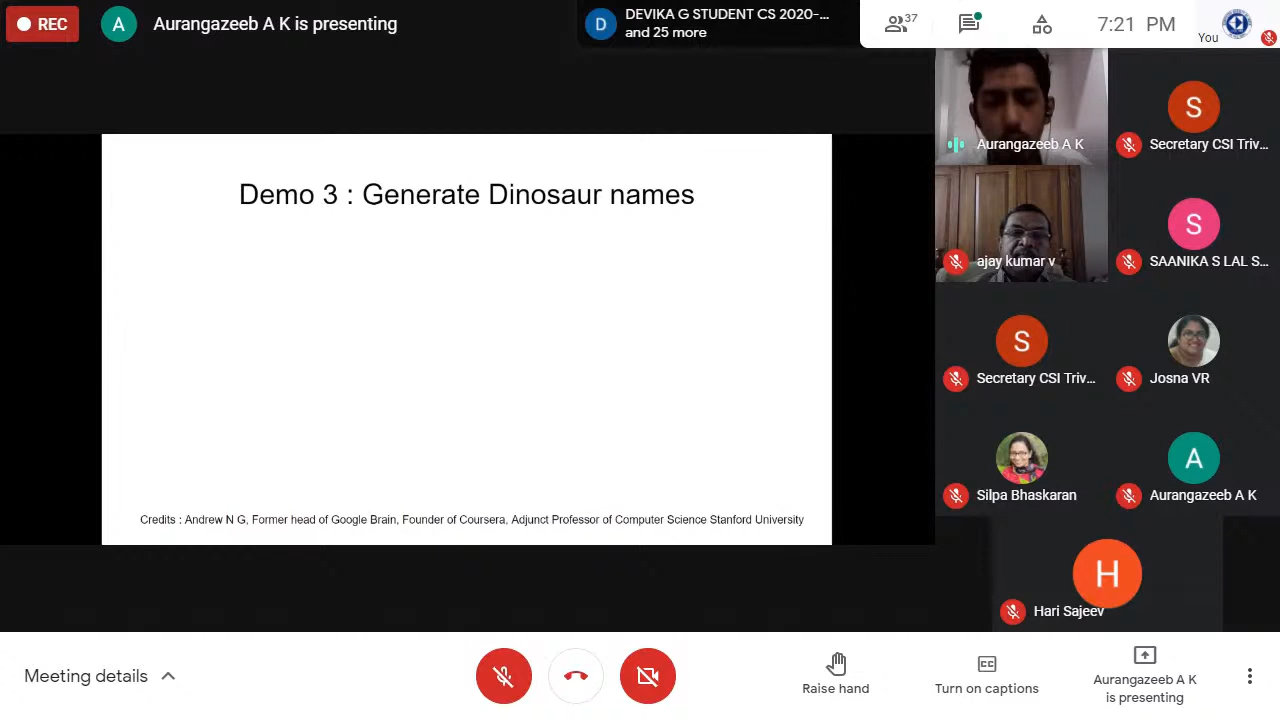 REC
A
Aurangazeeb A K is presenting
D
DEVIKA G STUDENT CS 2020-...
and 25 more
37
7:21 PM
You
Demo 3 : Generate Dinosaur names
Credits : Andrew N G, Former head of Google Brain, Founder of Coursera, Adjunct Professor of Computer Science Stanford University
Aurangazeeb A K
S
Secretary CSI Triv...
ajay kumar v
S
SAANIKA S LAL S...
S
Secretary CSI Triv...
Josna VR
Silpa Bhaskaran
A
Aurangazeeb A K
H
Hari Sajeev
Meeting details
Raise hand
CC
Turn on captions
Aurangazeeb A K
is presenting